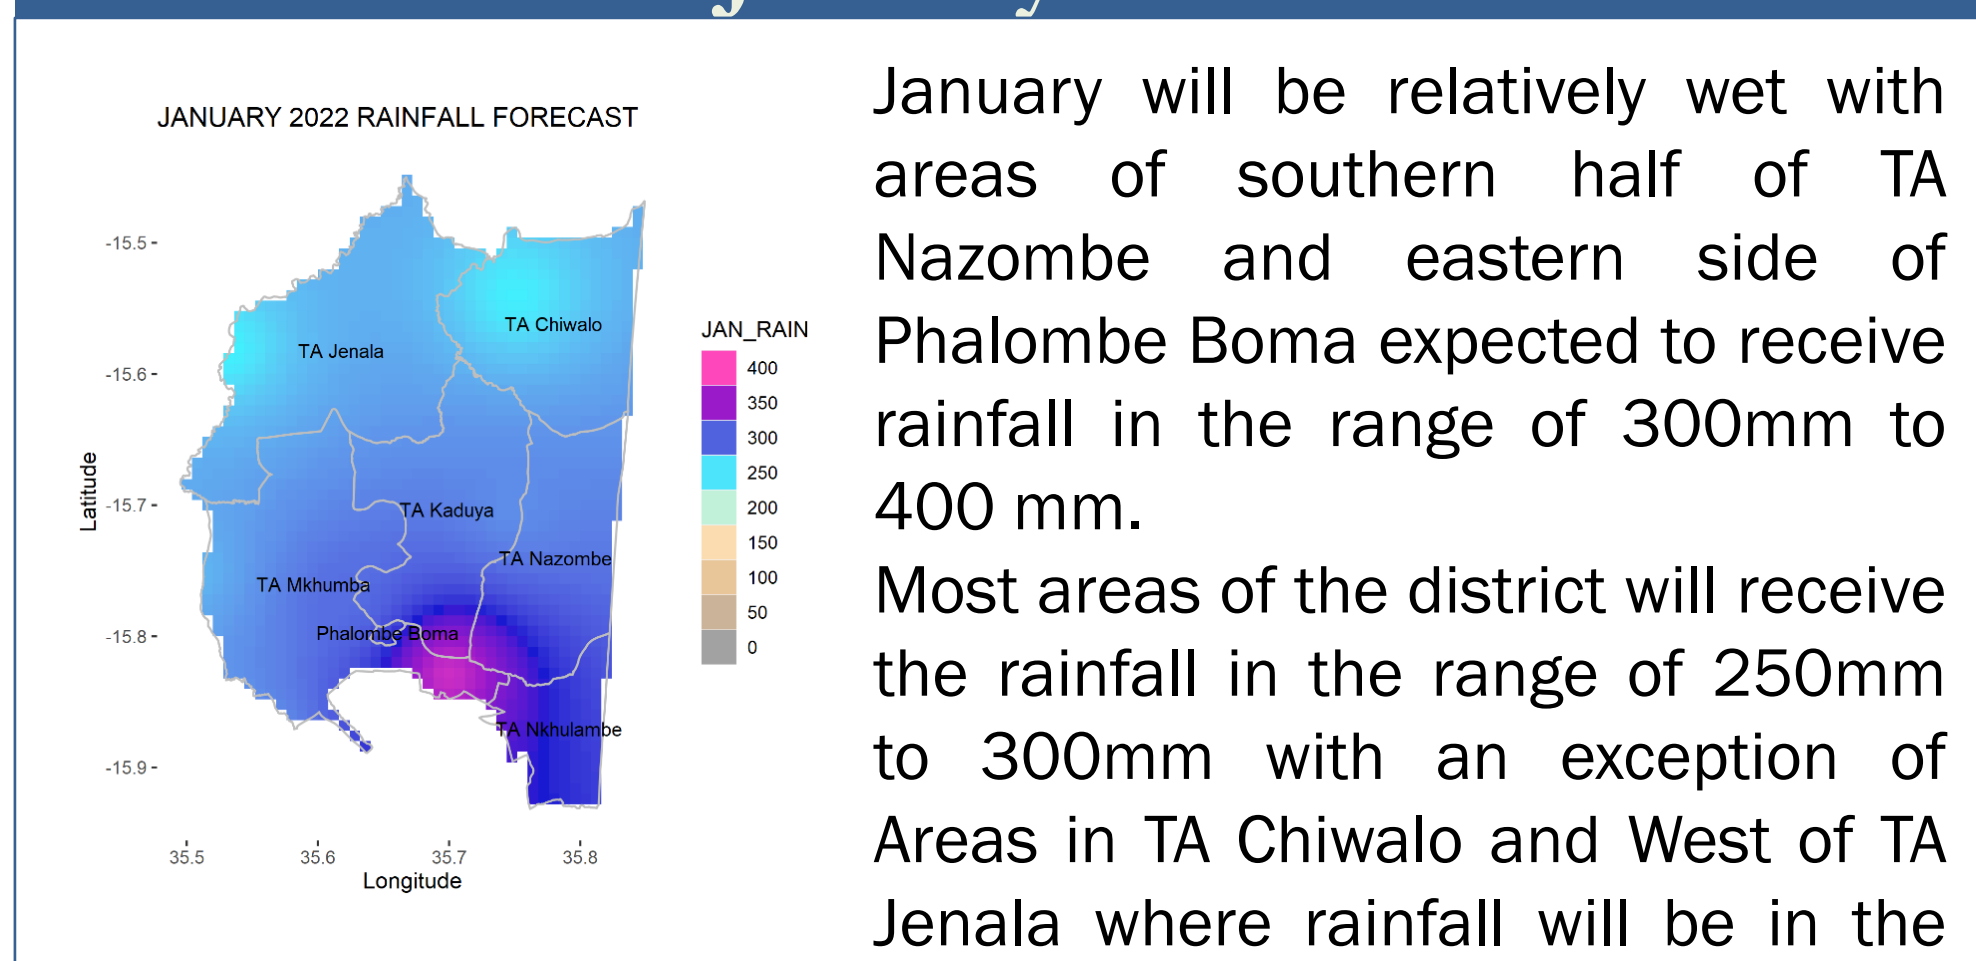 JANUARY 2022 RAINFALL FORECAST
-15.5
-15.6
-15.7
-15.8
-15.9
Latitude
TA Chiwalo
TA Jenala
TA Kaduya
TA Nazombe
TA Mkhumba
Phalombe Boma
TA Nkhulambe
35.5
35.6
35.7
35.8
Longitude
JAN_RAIN
400
350
300
250
200
150
100
50
0
January will be relatively wet with
areas of southern half of TA
Nazombe and eastern side of
Phalombe Boma expected to receive
rainfall in the range of 300mm to
400 mm.
Most areas of the district will receive
the rainfall in the range of 250mm
to 300mm with an exception of
Areas in TA Chiwalo and West of TA
Jenala where rainfall will be in the